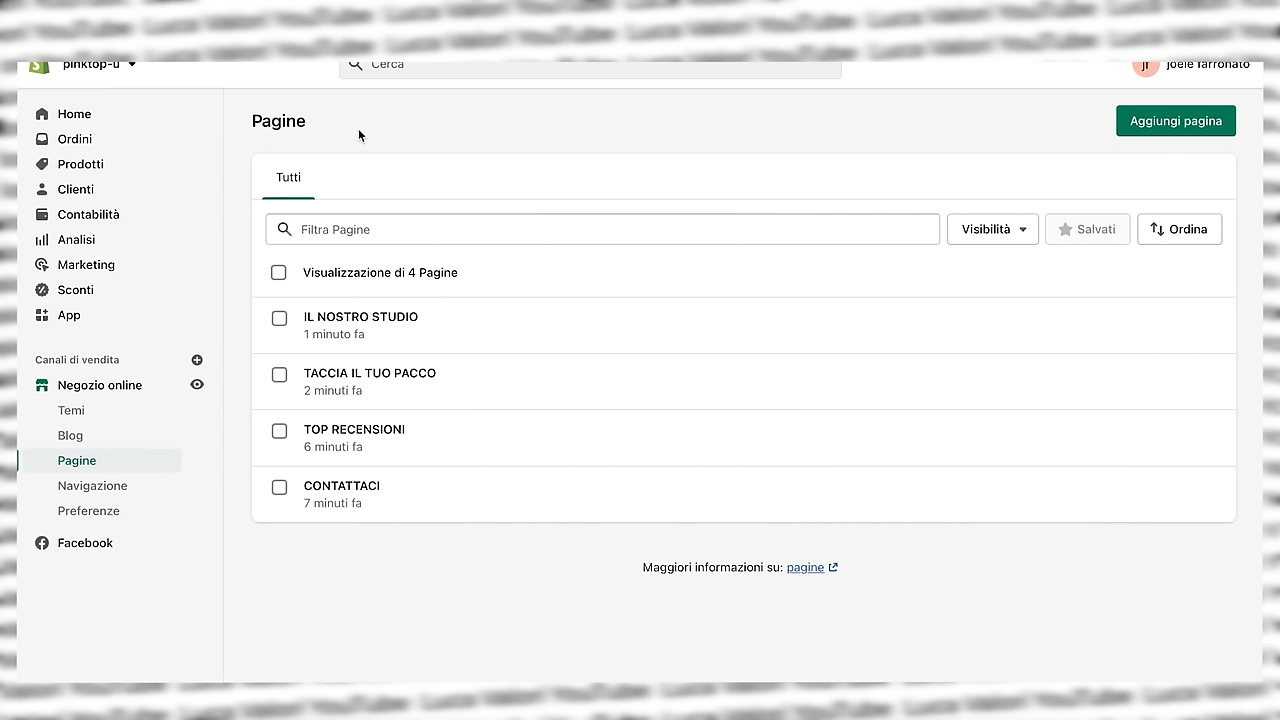 pinktop-u
Cerca
jf
joele farronato
Home
Ordini
Prodotti
Clienti
Contabilità
Analisi
Marketing
Sconti
App
Canali di vendita
Negozio online
Temi
Blog
Pagine
Navigazione
Preferenze
Facebook
Pagine
Aggiungi pagina
Tutti
Filtra Pagine
Visibilità
Salvati
Ordina
Visualizzazione di 4 Pagine
IL NOSTRO STUDIO
1 minuto fa
TACCIA IL TUO PACCO
2 minuti fa
TOP RECENSIONI
6 minuti fa
CONTATTACI
7 minuti fa
Maggiori informazioni su: pagine